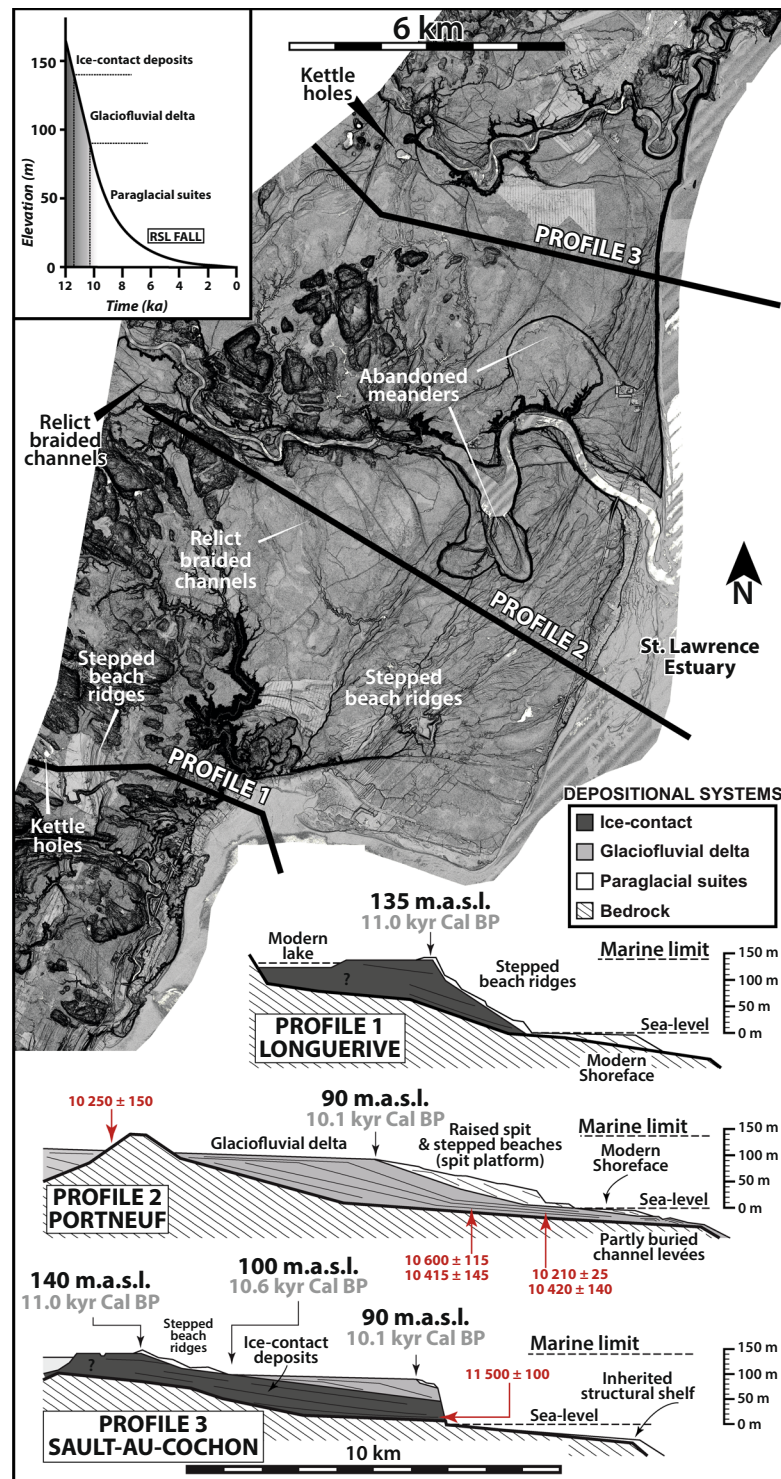 6 km
150
100
50
0
Elevation (m)
Ice-contact deposits
Glaciofluvial delta
Paraglacial suites
RSL FALL
12 10 8 6 4 2 0
Time (ka)
Kettle
holes
PROFILE 3
Abandoned
meanders
Relict
braided
channels
Relict
braided
channels
PROFILE 2
N
St. Lawrence
Estuary
Stepped
beach
ridges
Stepped
beach ridges
PROFILE 1
Kettle
holes
DEPOSITIONAL SYSTEMS
Ice-contact
Glaciofluvial delta
Paraglacial suites
Bedrock
135 m.a.s.l.
11.0 kyr Cal BP
Modern
lake
Marine limit
150 m
100 m
50 m
0 m
?
Stepped
beach ridges
Sea-level
PROFILE 1
LONGUERIVE
Modern
Shoreface
10 250 ± 150
90 m.a.s.l.
10.1 kyr Cal BP
Glaciofluvial delta
Raised spit
& stepped beaches
(spit platform)
Marine limit
Modern
Shoreface
150 m
100 m
50 m
0 m
Sea-level
PROFILE 2
PORTNEUF
Partly buried
channel levées
10 600 ± 115
10 415 ± 145
10 210 ± 25
10 420 ± 140
140 m.a.s.l.
11.0 kyr Cal BP
100 m.a.s.l.
10.6 kyr Cal BP
Stepped
beach
ridges
Ice-contact
deposits
90 m.a.s.l.
10.1 kyr Cal BP
Marine limit
150 m
100 m
50 m
0 m
?
11 500 ± 100
Inherited
structural shelf
Sea-level
PROFILE 3
SAULT-AU-COCHON
10 km